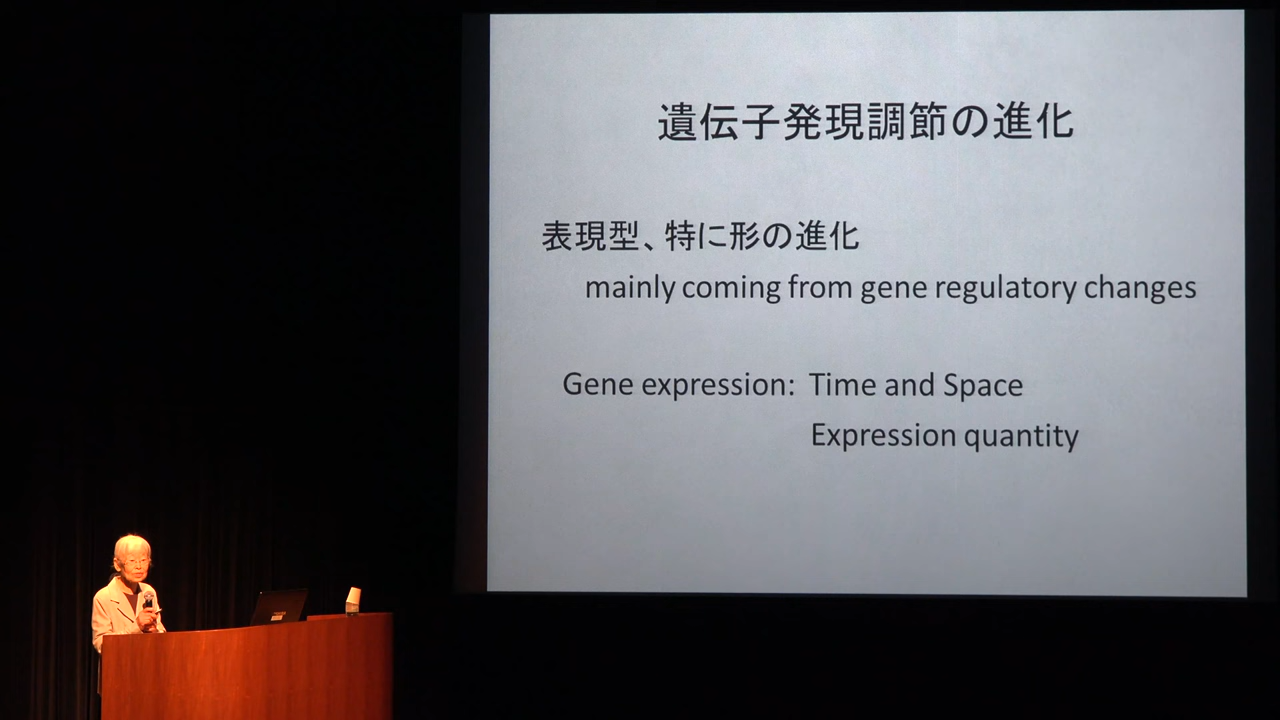 遺伝子発現調節の進化
表現型、特に形の進化
mainly coming from gene regulatory changes
Gene expression: Time and Space
Expression quantity